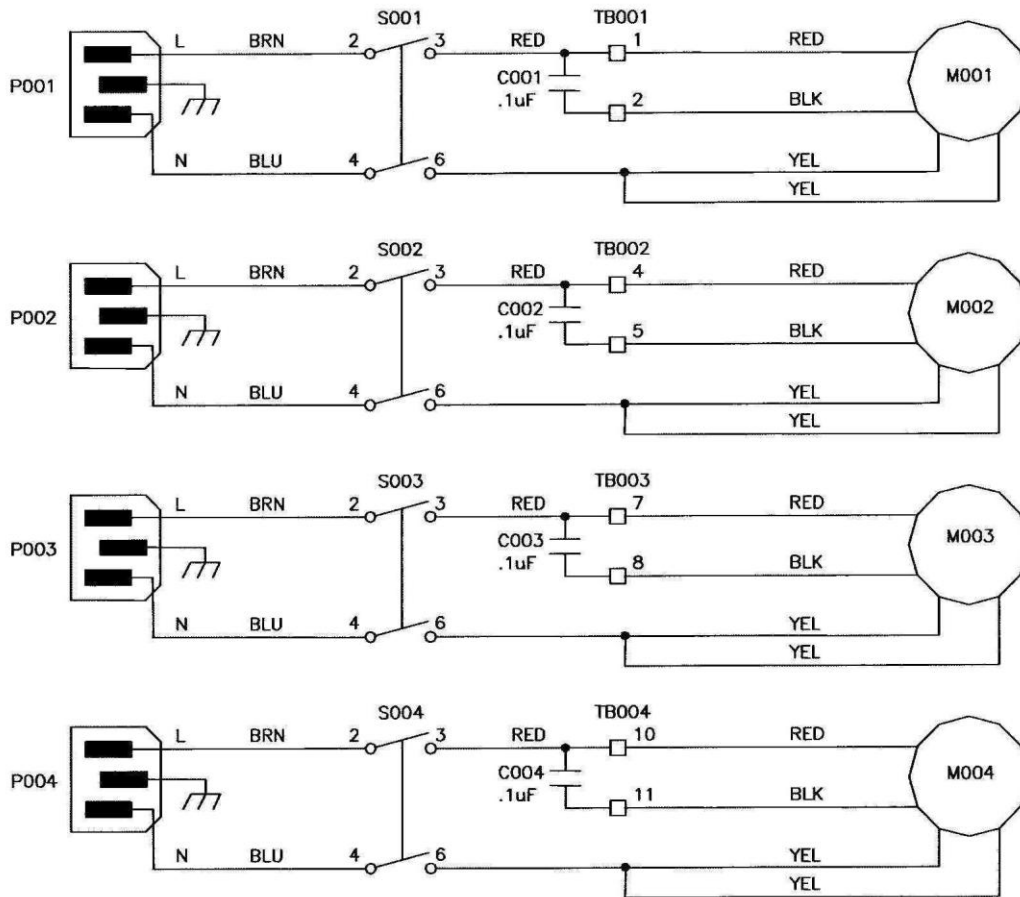 S001 TB001
L BRN 2 3 RED 1 RED
P001 C001 M001
.1uF 2 BLK
N BLU 4 6 YEL
YEL
S002 TB002
L BRN 2 3 RED 4 RED
P002 C002 M002
.1uF 5 BLK
N BLU 4 6 YEL
YEL
S003 TB003
L BRN 2 3 RED 7 RED
P003 C003 M003
.1uF 8 BLK
N BLU 4 6 YEL
YEL
S004 TB004
L BRN 2 3 RED 10 RED
P004 C004 M004
.1uF 11 BLK
N BLU 4 6 YEL
YEL